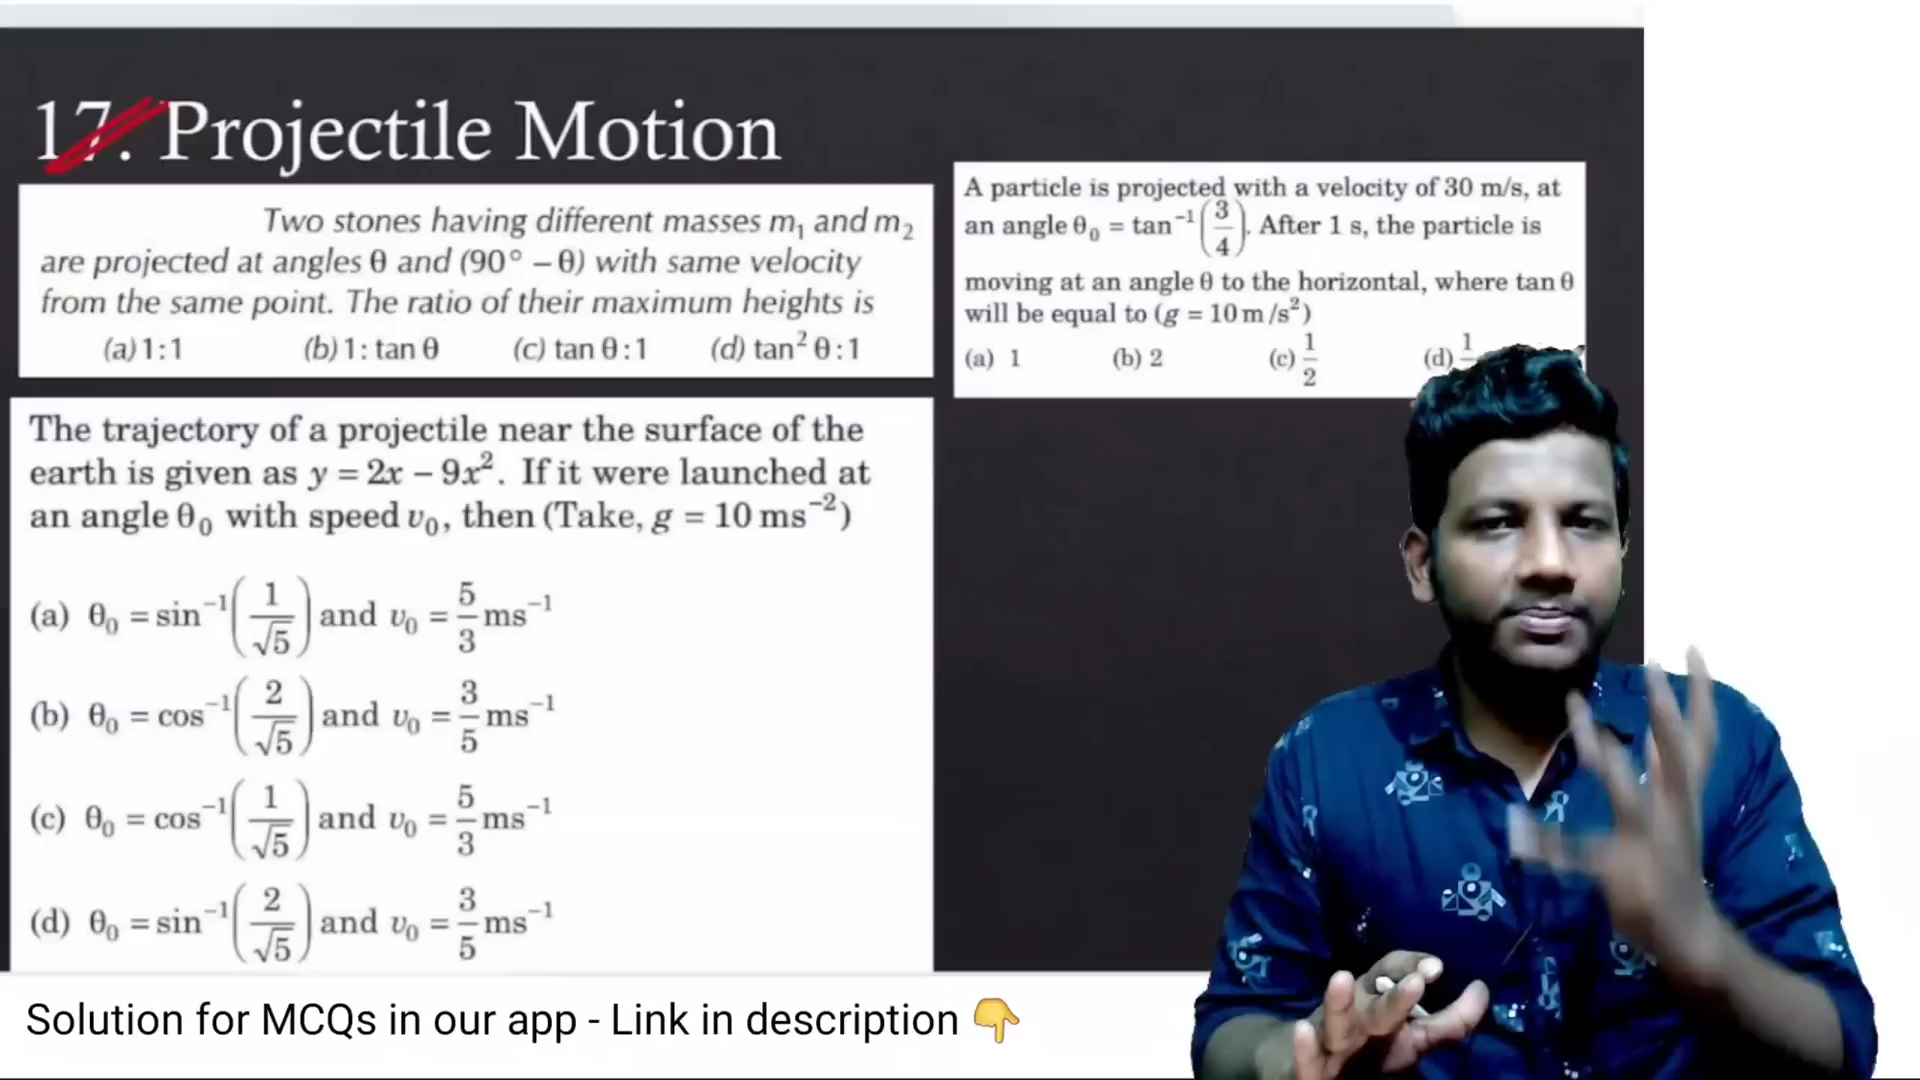 17. Projectile Motion
Two stones having different masses m₁ and m₂
are projected at angles θ and (90° – θ) with same velocity
from the same point. The ratio of their maximum heights is
(a) 1:1 (b) 1: tan θ (c) tan θ:1 (d) tan² θ:1
The trajectory of a projectile near the surface of the
earth is given as y = 2x – 9x². If it were launched at
an angle θ₀ with speed v₀, then (Take, g = 10 ms⁻²)
(a) θ₀ = sin⁻¹(1/√5) and v₀ = 5/3 ms⁻¹
(b) θ₀ = cos⁻¹(2/√5) and v₀ = 3/5 ms⁻¹
(c) θ₀ = cos⁻¹(1/√5) and v₀ = 5/3 ms⁻¹
(d) θ₀ = sin⁻¹(2/√5) and v₀ = 3/5 ms⁻¹
A particle is projected with a velocity of 30 m/s, at
an angle θ₀ = tan⁻¹(3/4). After 1 s, the particle is
moving at an angle θ to the horizontal, where tan θ
will be equal to (g = 10 m/s²)
(a) 1 (b) 2 (c) 1/2 (d) 1
Solution for MCQs in our app - Link in description 👇